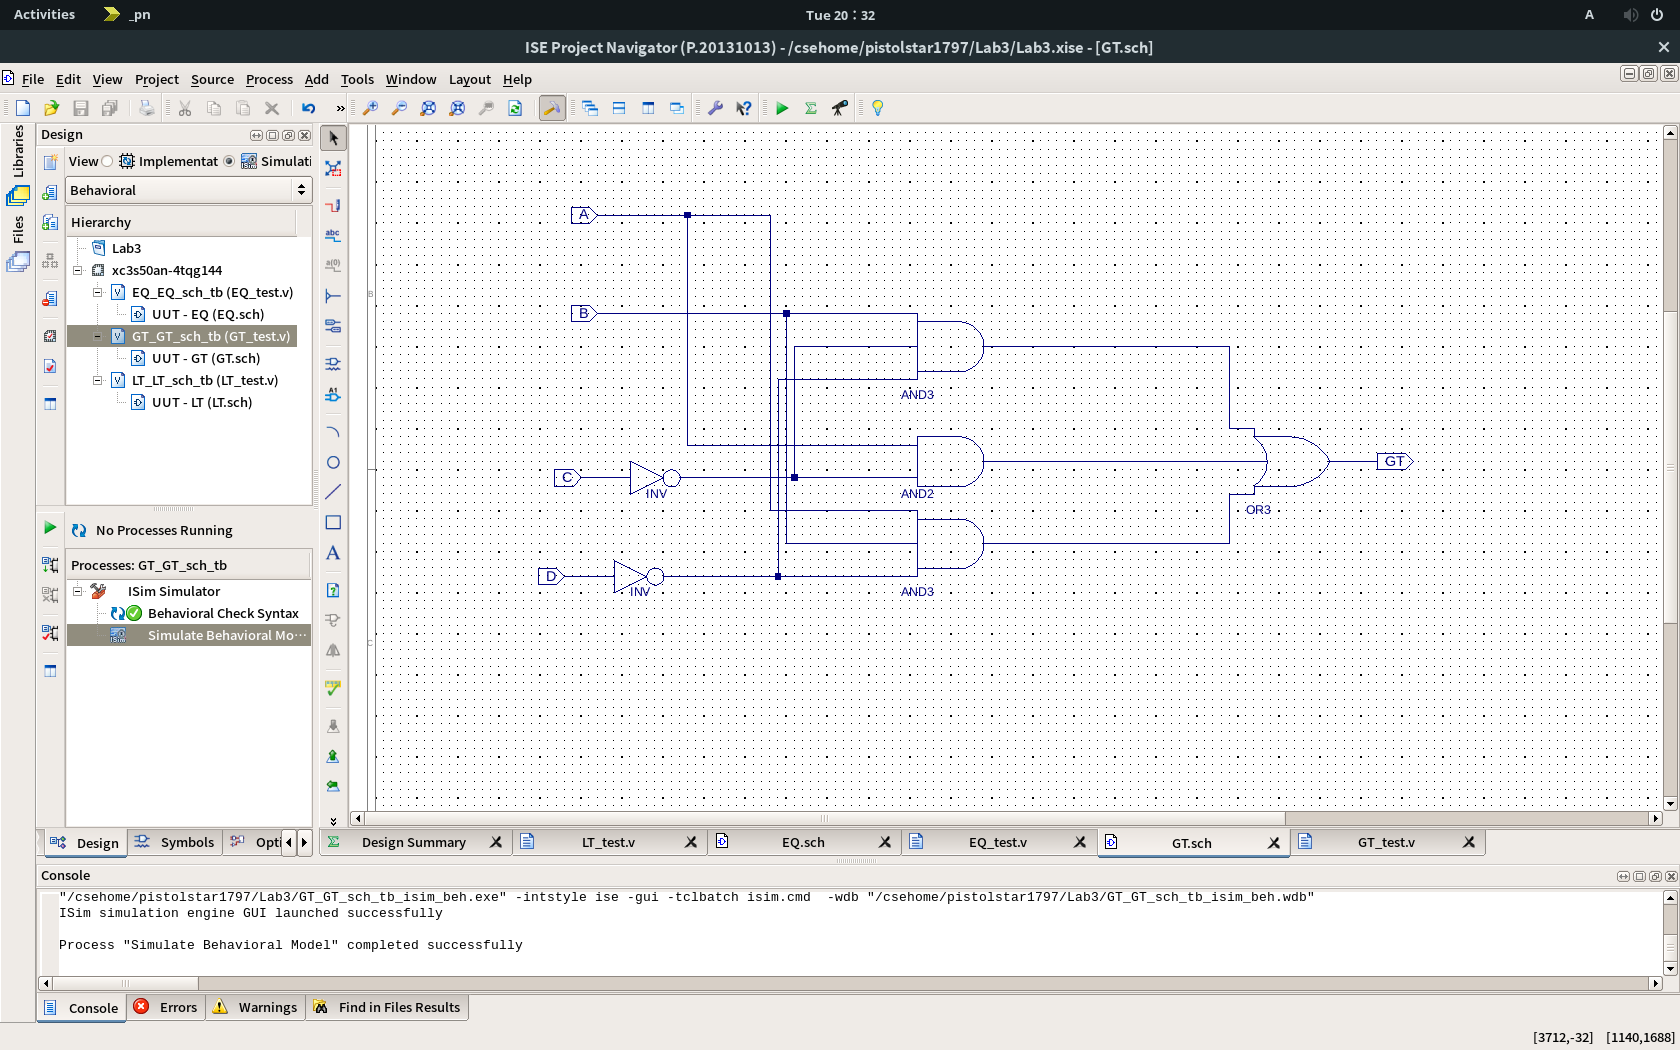 Activities _pn Tue 20:32 A
ISE Project Navigator (P.20131013) - /csehome/pistolstar1797/Lab3/Lab3.xise - [GT.sch]
File Edit View Project Source Process Add Tools Window Layout Help
»
Libraries
Files
Design
View Implementat Simulati
Behavioral
Hierarchy
Lab3
xc3s50an-4tqg144
EQ_EQ_sch_tb (EQ_test.v)
UUT - EQ (EQ.sch)
GT_GT_sch_tb (GT_test.v)
UUT - GT (GT.sch)
LT_LT_sch_tb (LT_test.v)
UUT - LT (LT.sch)
No Processes Running
Processes: GT_GT_sch_tb
ISim Simulator
Behavioral Check Syntax
Simulate Behavioral Mo···
Design Symbols Opti
abc
a(0)
A1
A
B
C
A
B
AND3
C
INV
AND2
GT
OR3
D
INV
AND3
Design Summary LT_test.v EQ.sch EQ_test.v GT.sch GT_test.v
Console
"/csehome/pistolstar1797/Lab3/GT_GT_sch_tb_isim_beh.exe" -intstyle ise -gui -tclbatch isim.cmd  -wdb "/csehome/pistolstar1797/Lab3/GT_GT_sch_tb_isim_beh.wdb"
ISim simulation engine GUI launched successfully
Process "Simulate Behavioral Model" completed successfully
Console Errors Warnings Find in Files Results
[3712,-32] [1140,1688]